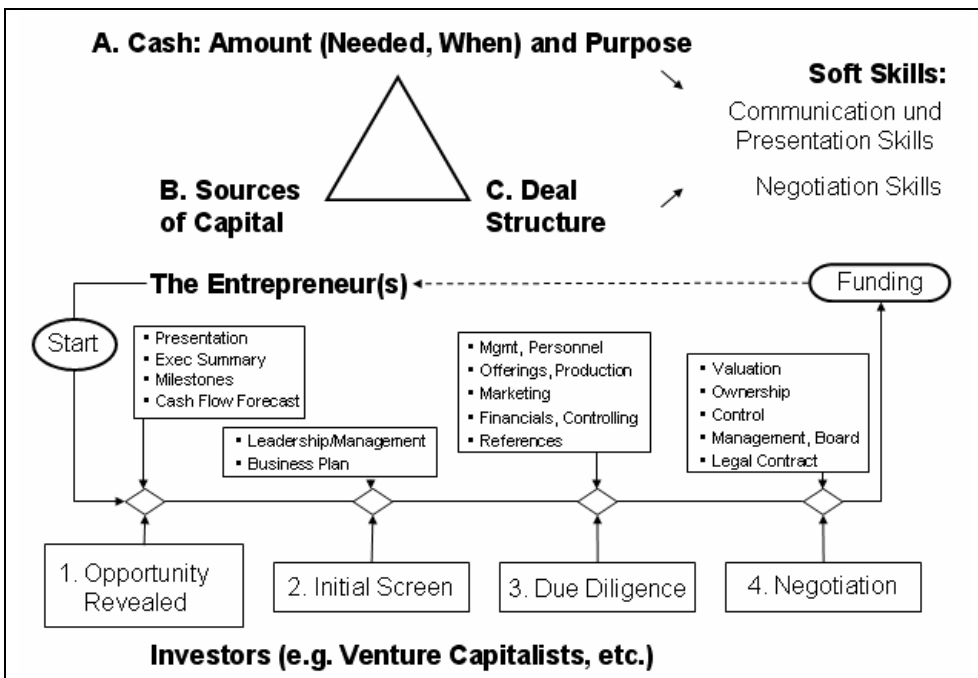 A. Cash: Amount (Needed, When) and Purpose
Soft Skills:
Communication und
Presentation Skills
Negotiation Skills
B. Sources
of Capital
C. Deal
Structure
The Entrepreneur(s)
Funding
Start
▪ Presentation
▪ Exec Summary
▪ Milestones
▪ Cash Flow Forecast
▪ Leadership/Management
▪ Business Plan
▪ Mgmt, Personnel
▪ Offerings, Production
▪ Marketing
▪ Financials, Controlling
▪ References
▪ Valuation
▪ Ownership
▪ Control
▪ Management, Board
▪ Legal Contract
1. Opportunity
Revealed
2. Initial Screen
3. Due Diligence
4. Negotiation
Investors (e.g. Venture Capitalists, etc.)